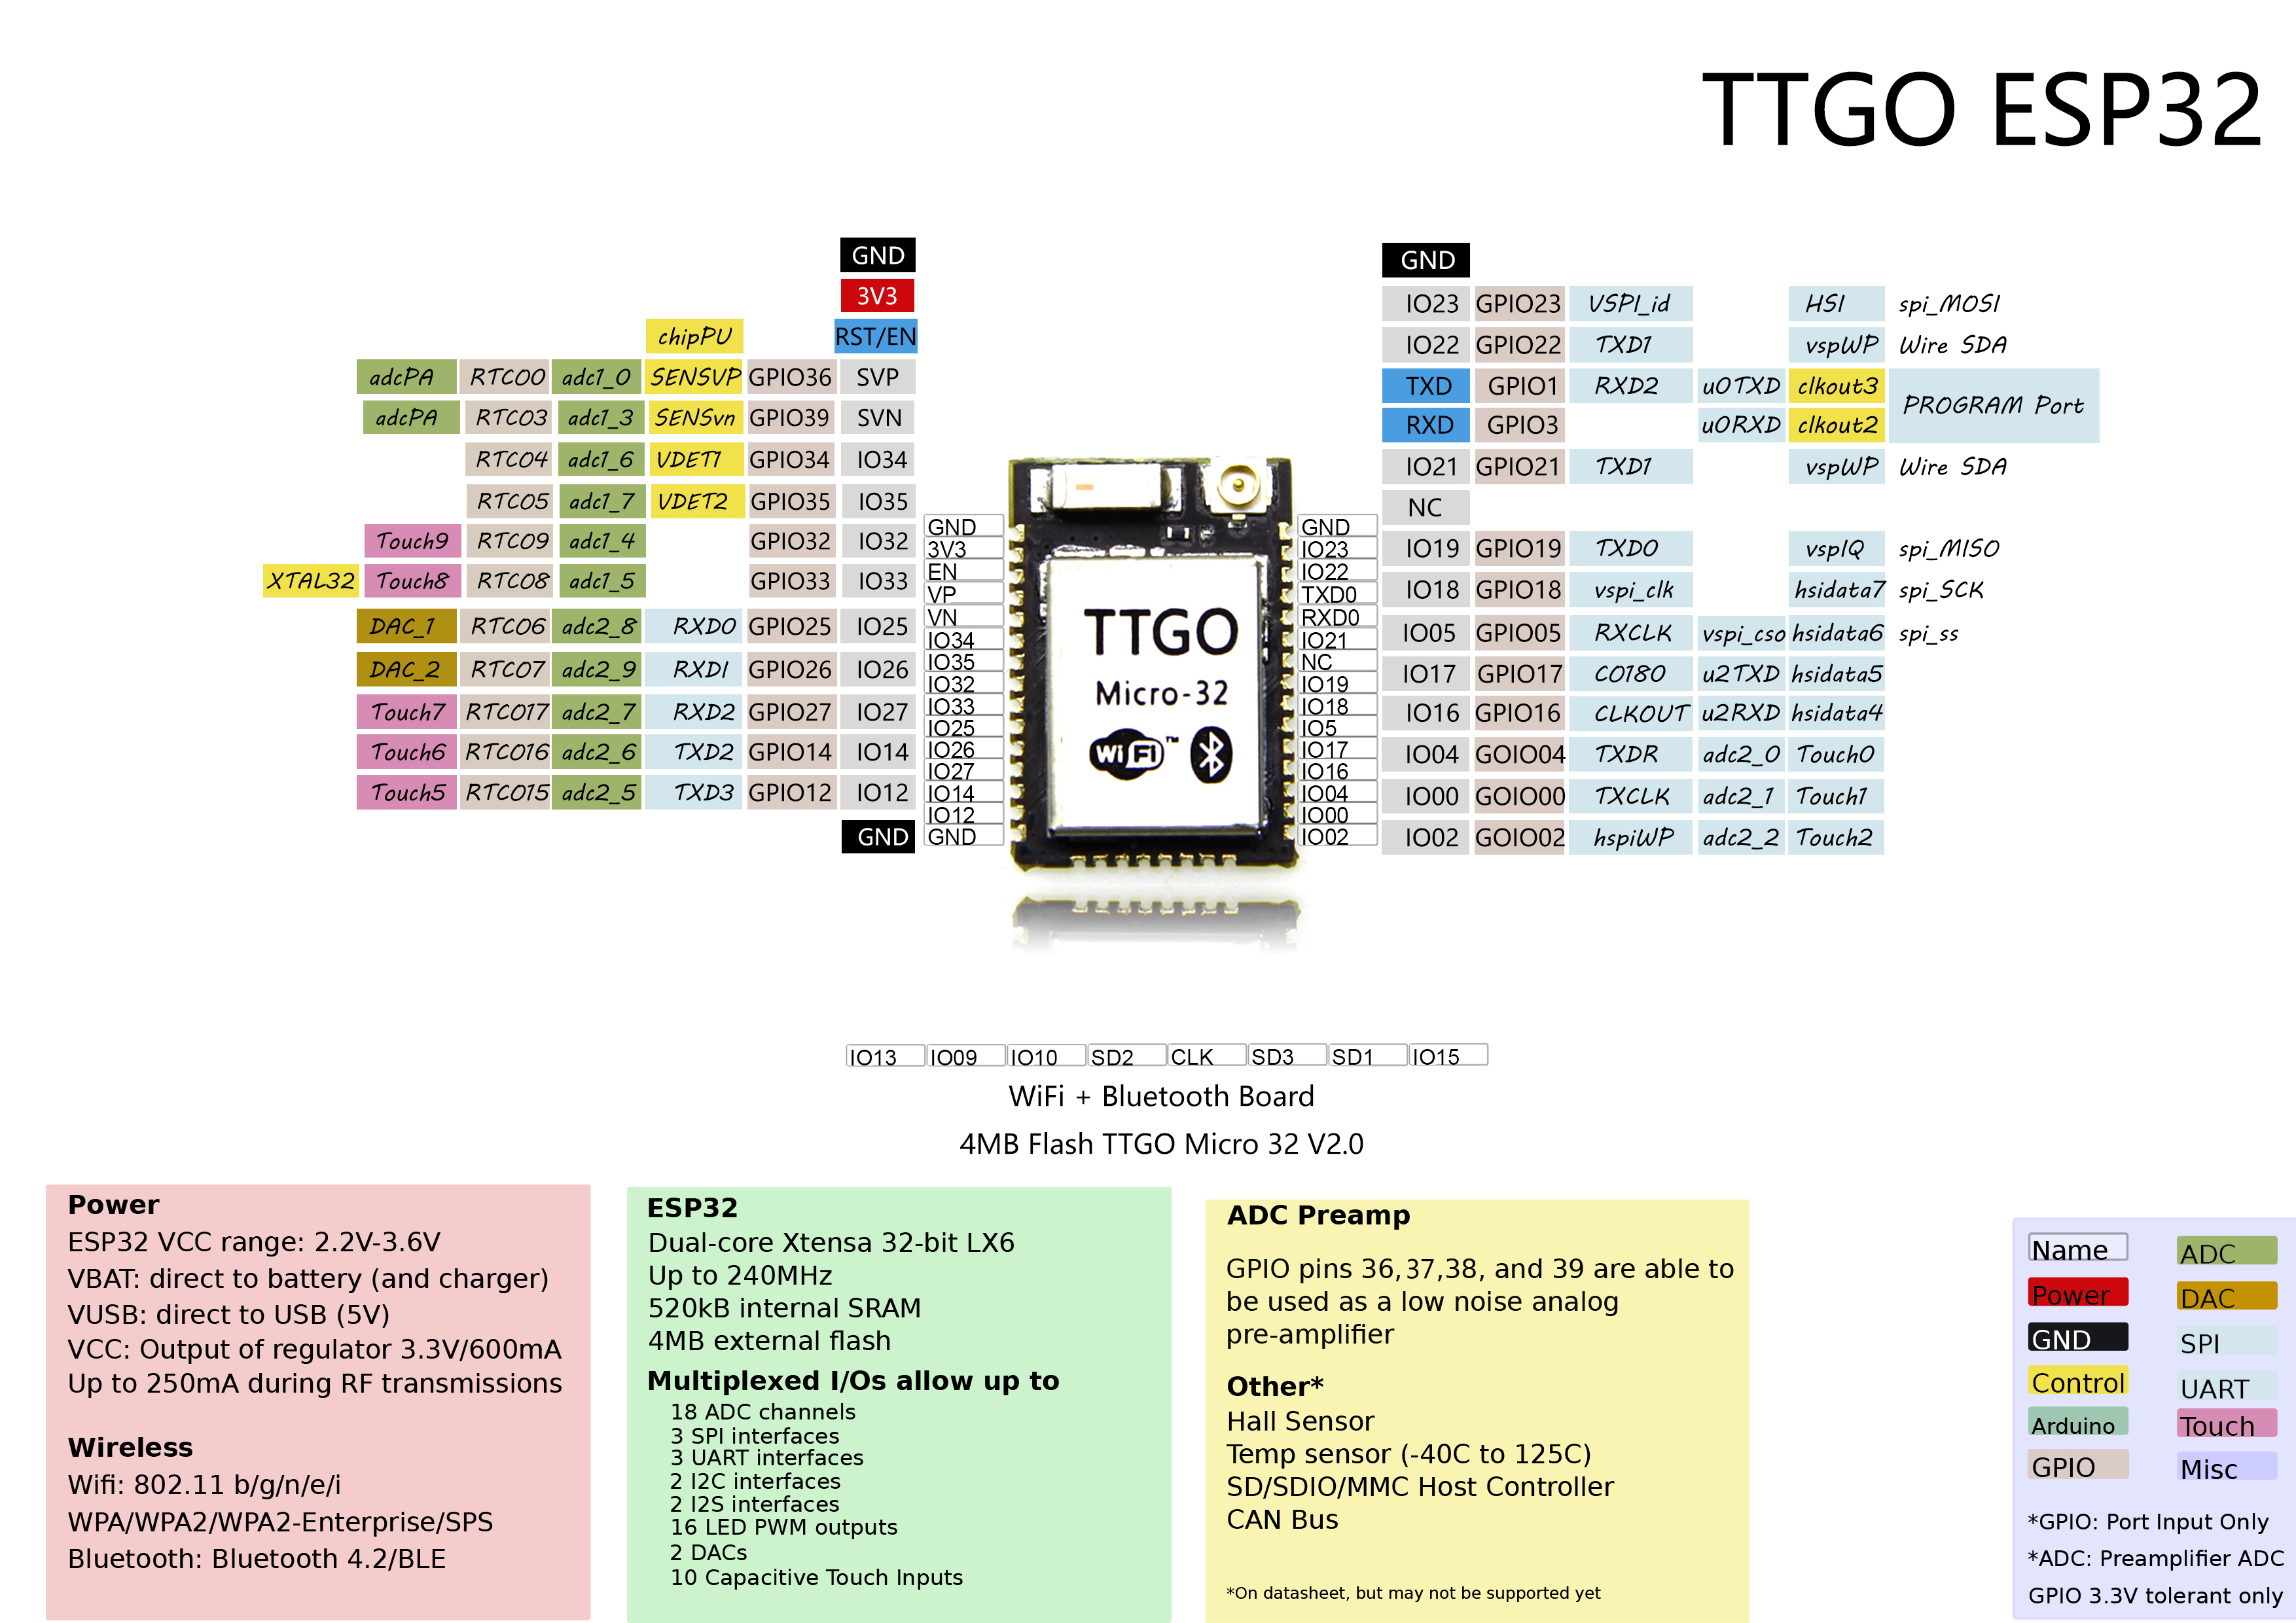 TTGO ESP32
GND
3V3
chipPU RST/EN
adcPA RTCO0 adc1_0 SENSVP GPIO36 SVP
adcPA RTCO3 adc1_3 SENSvn GPIO39 SVN
RTCO4 adc1_6 VDET1 GPIO34 IO34
RTCO5 adc1_7 VDET2 GPIO35 IO35
Touch9 RTCO9 adc1_4 GPIO32 IO32
XTAL32 Touch8 RTCO8 adc1_5 GPIO33 IO33
DAC_1 RTCO6 adc2_8 RXD0 GPIO25 IO25
DAC_2 RTCO7 adc2_9 RXD1 GPIO26 IO26
Touch7 RTCO17 adc2_7 RXD2 GPIO27 IO27
Touch6 RTCO16 adc2_6 TXD2 GPIO14 IO14
Touch5 RTCO15 adc2_5 TXD3 GPIO12 IO12
GND
GND
3V3
EN
VP
VN
IO34
IO35
IO32
IO33
IO25
IO26
IO27
IO14
IO12
GND
TTGO
Micro-32
WiFi™
GND
IO23
IO22
TXD0
RXD0
IO21
NC
IO19
IO18
IO5
IO17
IO16
IO04
IO00
IO02
GND
IO23 GPIO23 VSPI_id HSI spi_MOSI
IO22 GPIO22 TXD1 vspWP Wire SDA
TXD GPIO1 RXD2 u0TXD clkout3
PROGRAM Port
RXD GPIO3 u0RXD clkout2
IO21 GPIO21 TXD1 vspWP Wire SDA
NC
IO19 GPIO19 TXD0 vspIQ spi_MISO
IO18 GPIO18 vspi_clk hsidata7 spi_SCK
IO05 GPIO05 RXCLK vspi_cso hsidata6 spi_ss
IO17 GPIO17 CO180 u2TXD hsidata5
IO16 GPIO16 CLKOUT u2RXD hsidata4
IO04 GOIO04 TXDR adc2_0 Touch0
IO00 GOIO00 TXCLK adc2_1 Touch1
IO02 GOIO02 hspiWP adc2_2 Touch2
IO13 IO09 IO10 SD2 CLK SD3 SD1 IO15
WiFi + Bluetooth Board
4MB Flash TTGO Micro 32 V2.0
Power
ESP32 VCC range: 2.2V-3.6V
VBAT: direct to battery (and charger)
VUSB: direct to USB (5V)
VCC: Output of regulator 3.3V/600mA
Up to 250mA during RF transmissions
Wireless
Wifi: 802.11 b/g/n/e/i
WPA/WPA2/WPA2-Enterprise/SPS
Bluetooth: Bluetooth 4.2/BLE
ESP32
Dual-core Xtensa 32-bit LX6
Up to 240MHz
520kB internal SRAM
4MB external flash
Multiplexed I/Os allow up to
18 ADC channels
3 SPI interfaces
3 UART interfaces
2 I2C interfaces
2 I2S interfaces
16 LED PWM outputs
2 DACs
10 Capacitive Touch Inputs
ADC Preamp
GPIO pins 36,37,38, and 39 are able to
be used as a low noise analog
pre-amplifier
Other*
Hall Sensor
Temp sensor (-40C to 125C)
SD/SDIO/MMC Host Controller
CAN Bus
*On datasheet, but may not be supported yet
Name ADC
Power DAC
GND SPI
Control UART
Arduino Touch
GPIO Misc
*GPIO: Port Input Only
*ADC: Preamplifier ADC
GPIO 3.3V tolerant only